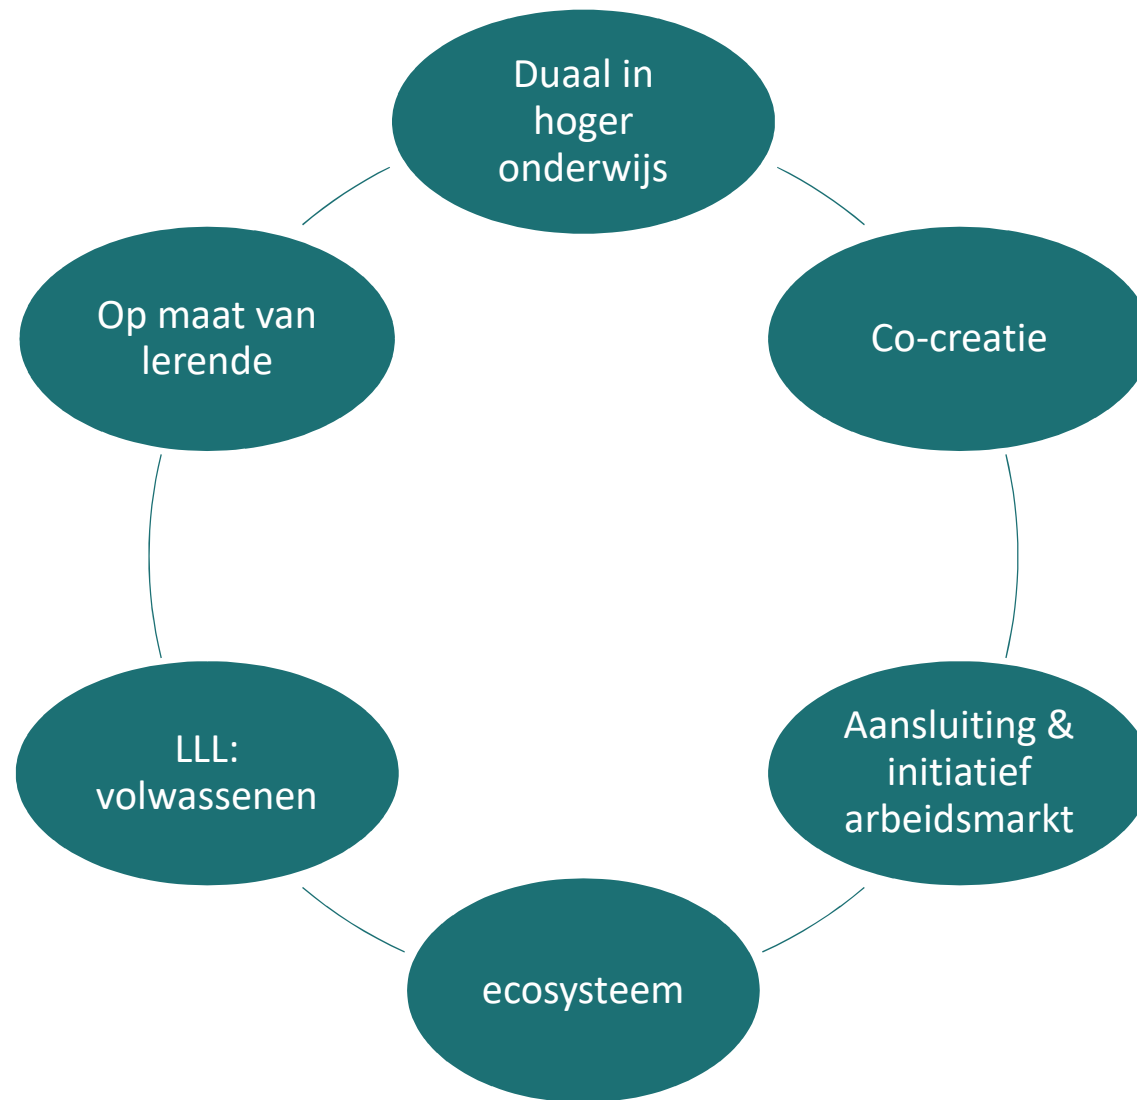 Duaal in
hoger
onderwijs
Co-creatie
Aansluiting &
initiatief
arbeidsmarkt
ecosysteem
LLL:
volwassenen
Op maat van
lerende